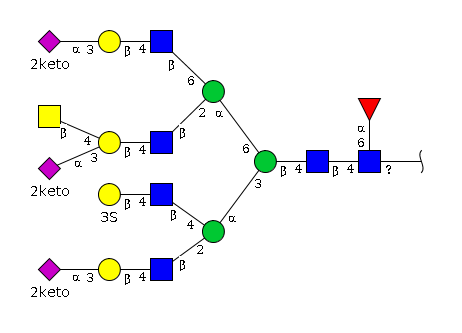 α 3 β 4
2keto β
6
2 α
β 4 β
3 β 4
α
2keto
6 α
6
3 β 4 β 4 ?
β 4 β α
3S 4
2
β
α 3 β 4
2keto